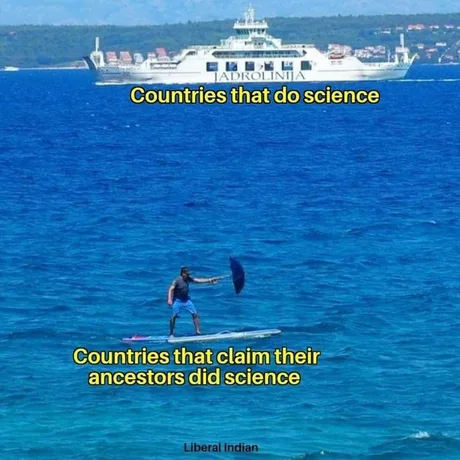 JADROLINIJA
Countries that do science
Countries that claim their
ancestors did science
Liberal Indian